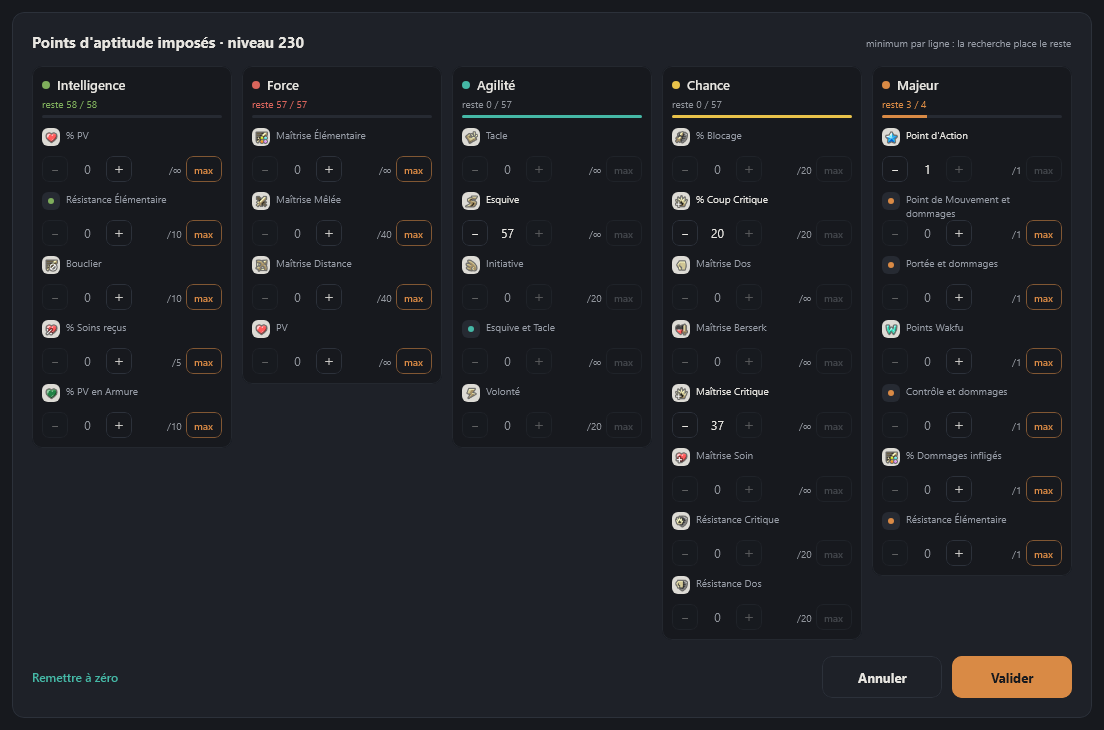 Points d'aptitude imposés · niveau 230
minimum par ligne : la recherche place le reste
Intelligence
reste 58 / 58
% PV
– 0 + /∞ max
Résistance Élémentaire
– 0 + /10 max
Bouclier
– 0 + /10 max
% Soins reçus
– 0 + /5 max
% PV en Armure
– 0 + /10 max
Force
reste 57 / 57
Maîtrise Élémentaire
– 0 + /∞ max
Maîtrise Mêlée
– 0 + /40 max
Maîtrise Distance
– 0 + /40 max
PV
– 0 + /∞ max
Agilité
reste 0 / 57
Tacle
– 0 + /∞ max
Esquive
– 57 + /∞ max
Initiative
– 0 + /20 max
Esquive et Tacle
– 0 + /∞ max
Volonté
– 0 + /20 max
Chance
reste 0 / 57
% Blocage
– 0 + /20 max
% Coup Critique
– 20 + /20 max
Maîtrise Dos
– 0 + /∞ max
Maîtrise Berserk
– 0 + /∞ max
Maîtrise Critique
– 37 + /∞ max
Maîtrise Soin
– 0 + /∞ max
Résistance Critique
– 0 + /20 max
Résistance Dos
– 0 + /20 max
Majeur
reste 3 / 4
Point d'Action
– 1 + /1 max
Point de Mouvement et
dommages
– 0 + /1 max
Portée et dommages
– 0 + /1 max
Points Wakfu
– 0 + /1 max
Contrôle et dommages
– 0 + /1 max
% Dommages infligés
– 0 + /1 max
Résistance Élémentaire
– 0 + /1 max
Remettre à zéro
Annuler
Valider